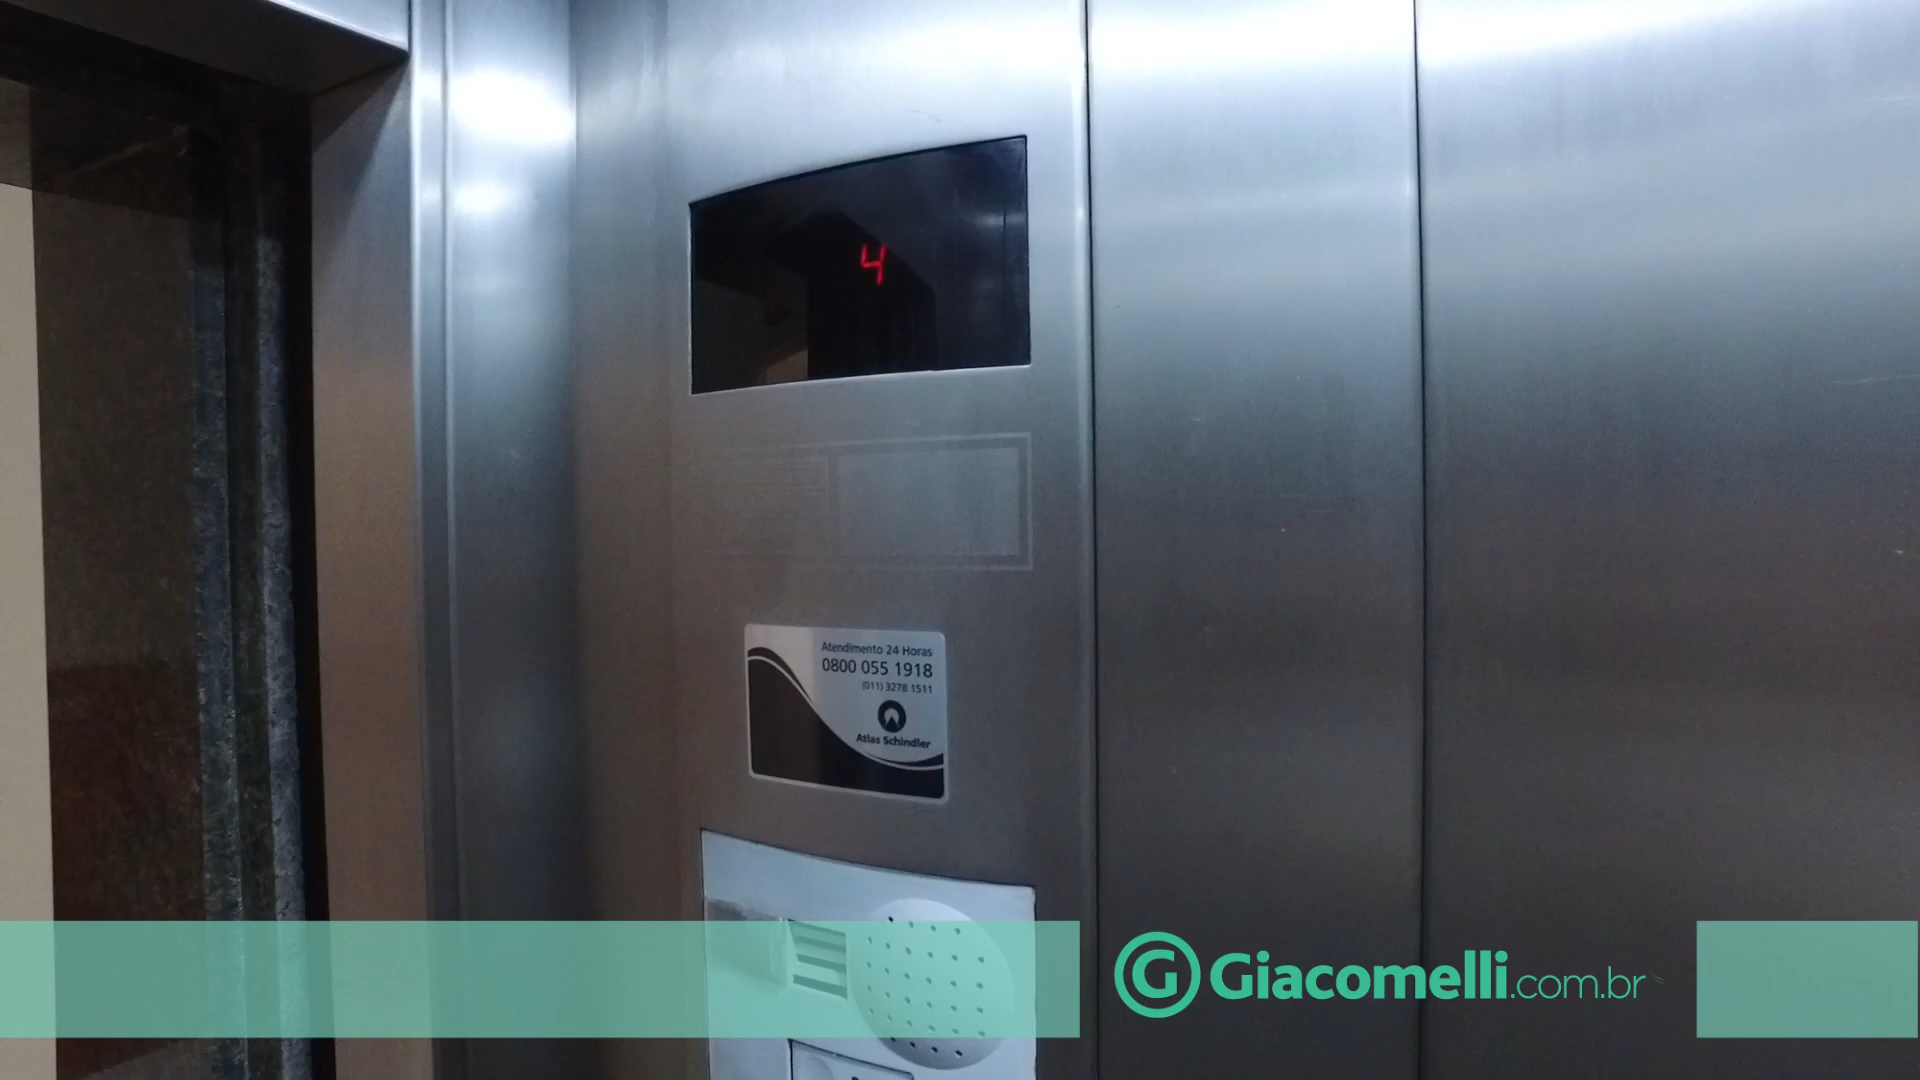 4
Atendimento 24 Horas
0800 055 1918
(011) 3278 1511
Atlas Schindler
G Giacomelli.com.br